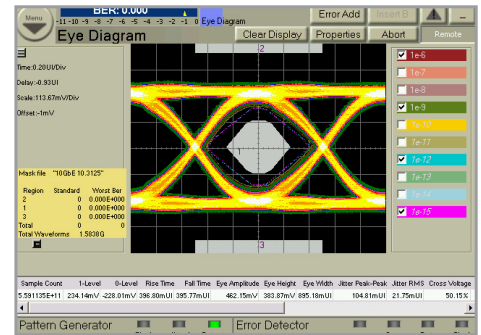 Menu
BER: 0.000
-11 -10 -9 -8 -7 -6 -5 -4 -3 -2 -1 0 Eye Diagram
Error Add
Insert B
Eye Diagram
Clear Display
Properties
Abort
Remote
Time:0.20UI/Div
Delay:-0.93UI
Scale:113.67mV/Div
Offset:-1mV
2
1
3
1e-6
1e-7
1e-8
1e-9
1e-10
1e-11
1e-12
1e-13
1e-14
1e-15
Mask file "10GbE 10.3125"
Region Standard Worst Ber
2 0 0.000E+000
1 0 0.000E+000
3 0 0.000E+000
Total 0 0
Total Waveforms 1.5838G
Sample Count 1-Level 0-Level Rise Time Fall Time Eye Amplitude Eye Height Eye Width Jitter Peak-Peak Jitter RMS Cross Voltage
5.591135E+11 234.14mV -228.01mV 396.80mUI 395.77mUI 462.15mV 383.87mV 895.18mUI 104.81mUI 21.75mUI 50.15%
Pattern Generator
Error Detector